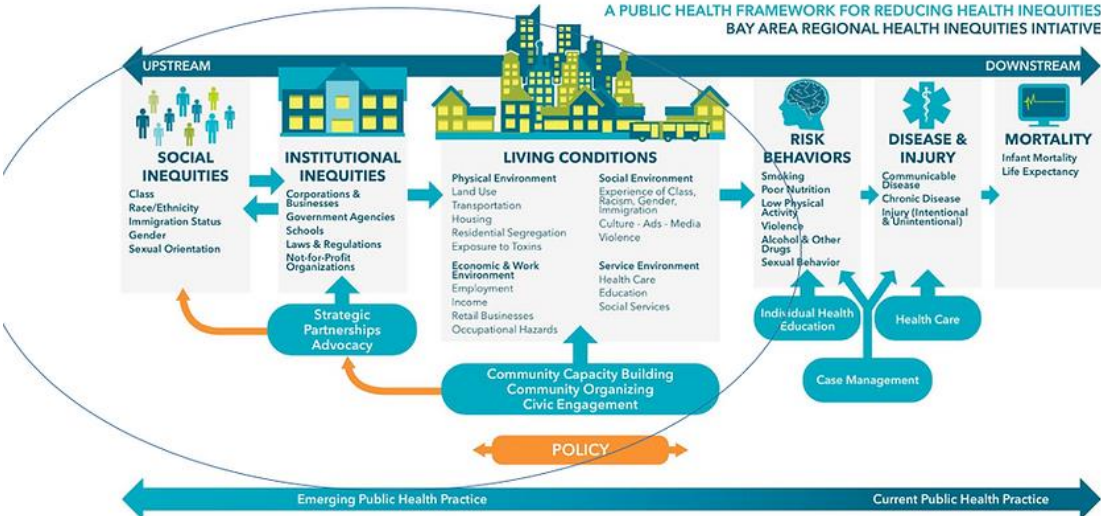 A PUBLIC HEALTH FRAMEWORK FOR REDUCING HEALTH INEQUITIES
BAY AREA REGIONAL HEALTH INEQUITIES INTIATIVE
UPSTREAM
DOWNSTREAM
SOCIAL
INEQUITIES
Class
Race/Ethnicity
Immigration Status
Gender
Sexual Orientation
INSTITUTIONAL
INEQUITIES
Corporations &
Businesses
Government Agencies
Schools
Laws & Regulations
Not-for-Profit
Organizations
LIVING CONDITIONS
Physical Environment
Land Use
Transportation
Housing
Residential Segregation
Exposure to Toxins
Economic & Work
Environment
Employment
Income
Retail Businesses
Occupational Hazards
Social Environment
Experience of Class,
Racism, Gender,
Immigration
Culture - Ads - Media
Violence
Service Environment
Health Care
Education
Social Services
RISK
BEHAVIORS
Smoking
Poor Nutrition
Low Physical
Activity
Violence
Alcohol & Other
Drugs
Sexual Behavior
DISEASE &
INJURY
Communicable
Disease
Chronic Disease
Injury (Intentional
& Unintentional)
MORTALITY
Infant Mortality
Life Expectancy
Strategic
Partnerships
Advocacy
Community Capacity Building
Community Organizing
Civic Engagement
Individual Health
Education
Health Care
Case Management
POLICY
Emerging Public Health Practice
Current Public Health Practice